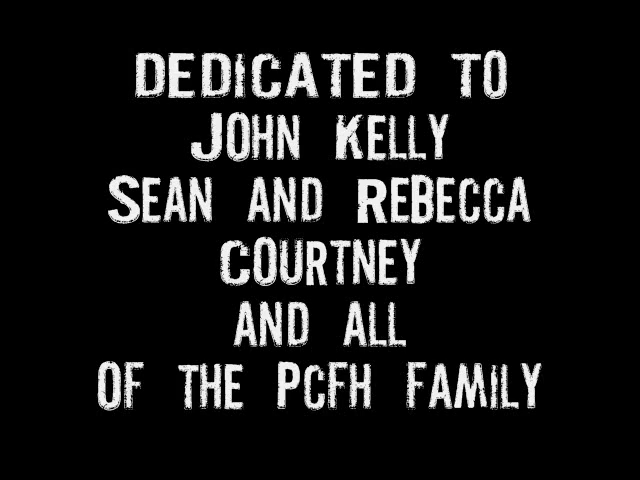 DEDICATED TO
JOHN KELLY
SEAN AND REBECCA
COURTNEY
AND ALL
OF THE PCFH FAMILY